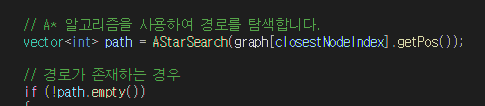 // A* 알고리즘을 사용하여 경로를 탐색합니다.
vector<int> path = AStarSearch(graph[closestNodeIndex].getPos());
// 경로가 존재하는 경우
if (!path.empty())
{